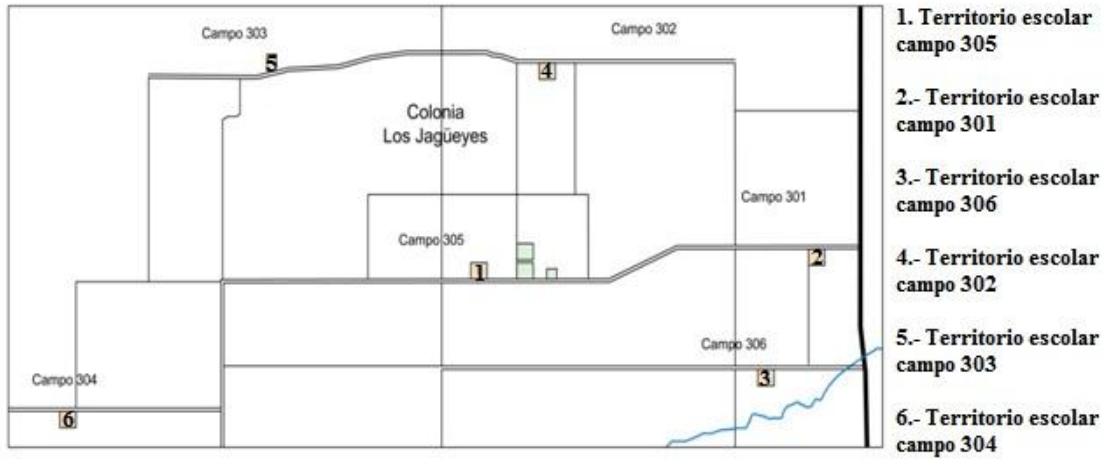 Campo 303
Campo 302
5
4
Colonia
Los Jagüeyes
Campo 301
Campo 305
1
2
Campo 306
3
Campo 304
6
1. Territorio escolar
campo 305
2.- Territorio escolar
campo 301
3.- Territorio escolar
campo 306
4.- Territorio escolar
campo 302
5.- Territorio escolar
campo 303
6.- Territorio escolar
campo 304